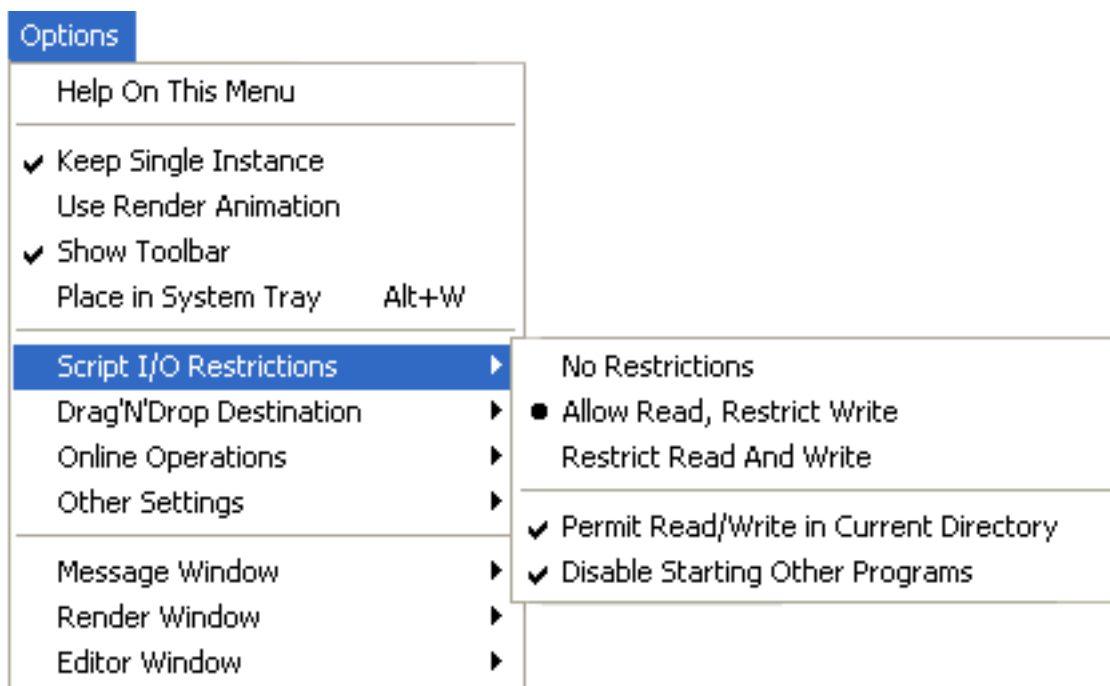 Options
Help On This Menu
Keep Single Instance
Use Render Animation
Show Toolbar
Place in System Tray Alt+W
Script I/O Restrictions
Drag'N'Drop Destination
Online Operations
Other Settings
Message Window
Render Window
Editor Window
No Restrictions
Allow Read, Restrict Write
Restrict Read And Write
Permit Read/Write in Current Directory
Disable Starting Other Programs